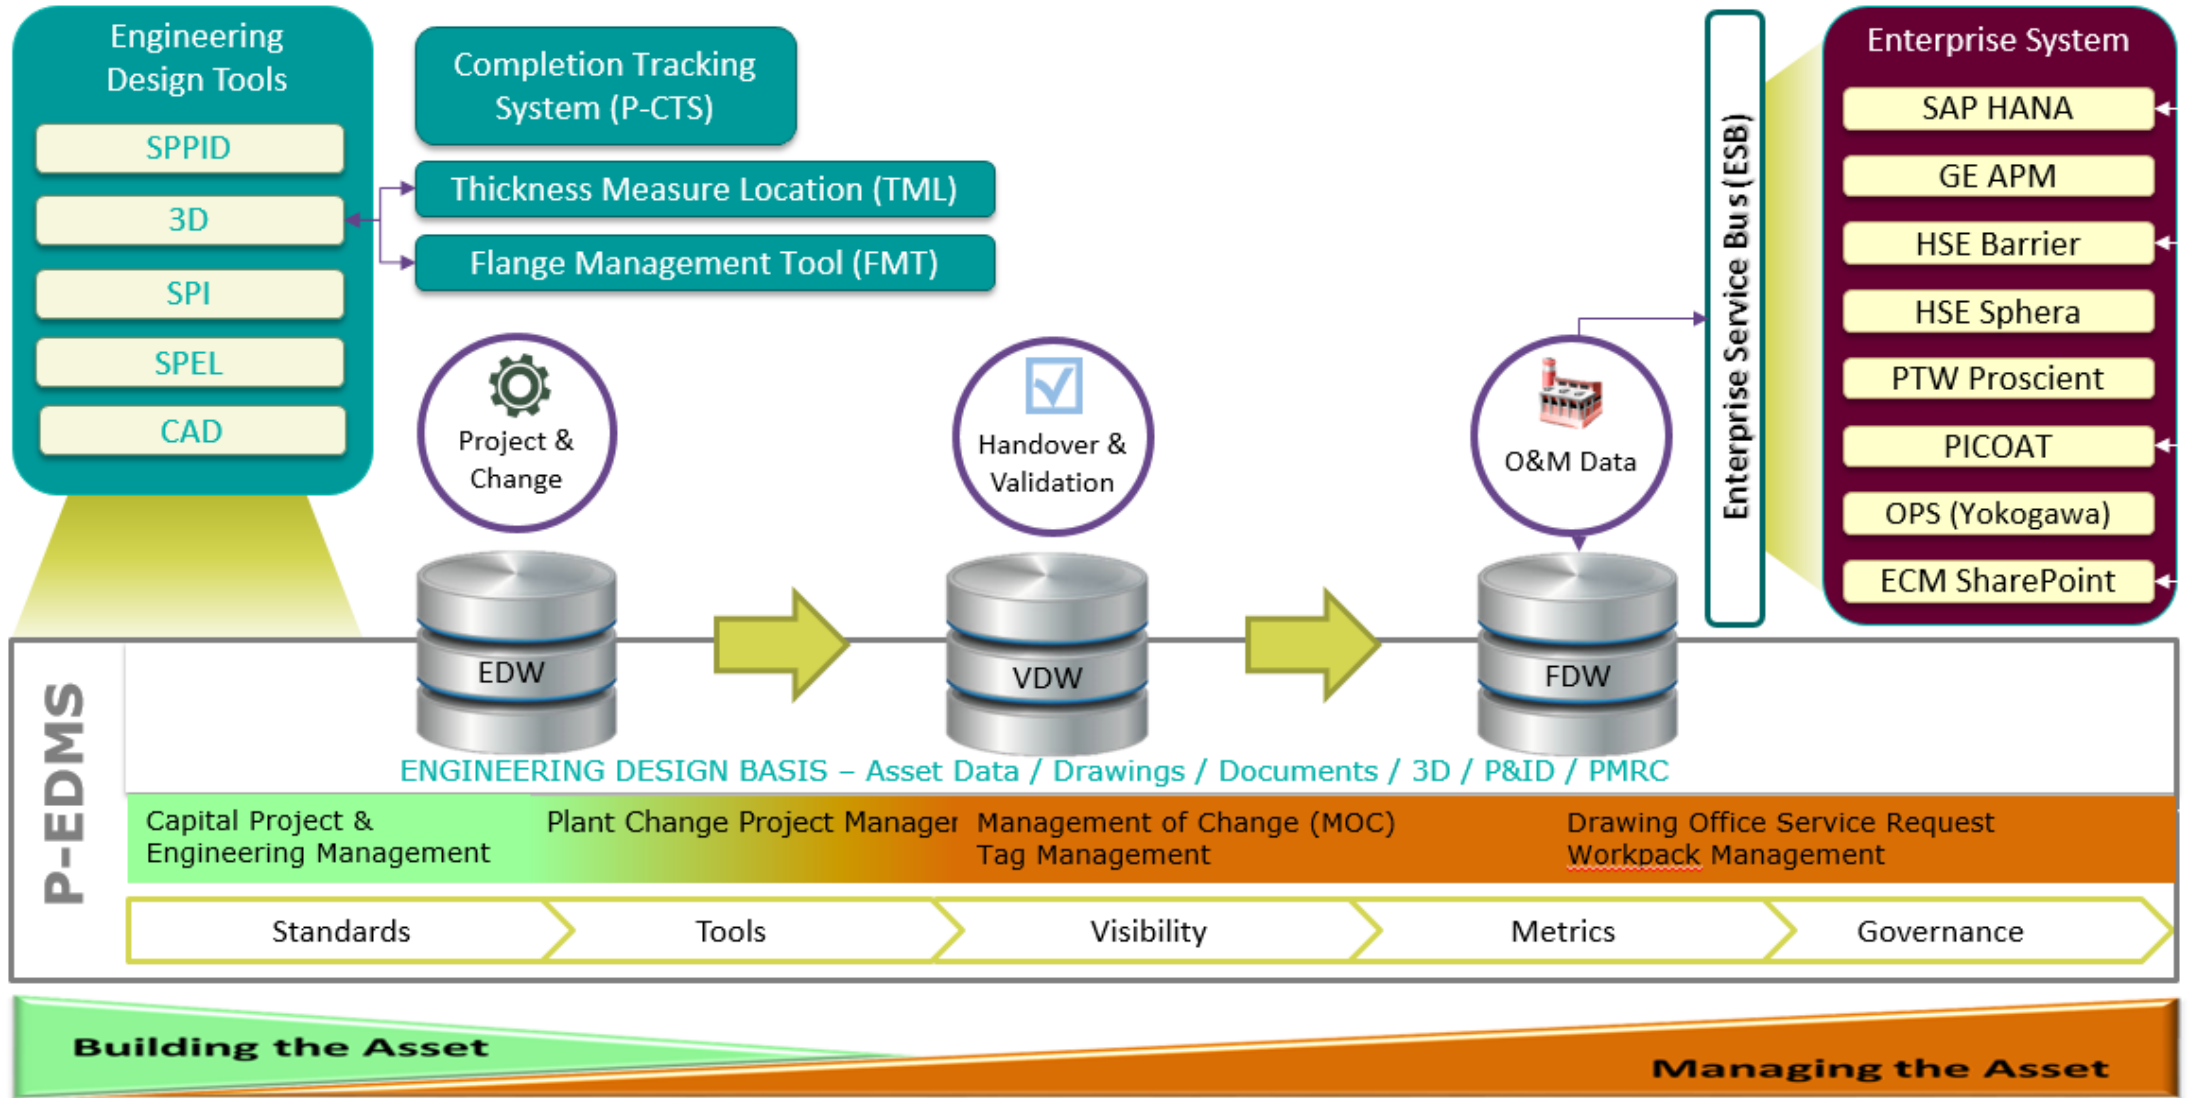 Engineering
Design Tools
SPPID
3D
SPI
SPEL
CAD
Completion Tracking
System (P-CTS)
Thickness Measure Location (TML)
Flange Management Tool (FMT)
Project &
Change
Handover &
Validation
O&M Data
Enterprise Service Bus (ESB)
Enterprise System
SAP HANA
GE APM
HSE Barrier
HSE Sphera
PTW Proscient
PICOAT
OPS (Yokogawa)
ECM SharePoint
P-EDMS
EDW
VDW
FDW
ENGINEERING DESIGN BASIS – Asset Data / Drawings / Documents / 3D / P&ID / PMRC
Capital Project &
Engineering Management
Plant Change Project Manager
Management of Change (MOC)
Tag Management
Drawing Office Service Request
Workpack Management
Standards
Tools
Visibility
Metrics
Governance
Building the Asset
Managing the Asset